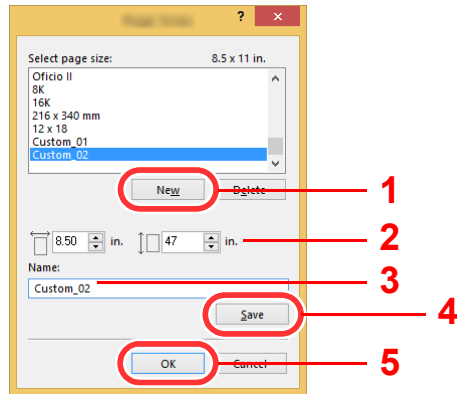 ?
Select page size: 8.5 x 11 in.
Oficio II
8K
16K
216 x 340 mm
12 x 18
Custom_01
Custom_02
New Delete 1
8.50 in. 47 in. 2
Name:
Custom_02 3
Save 4
OK Cancel 5